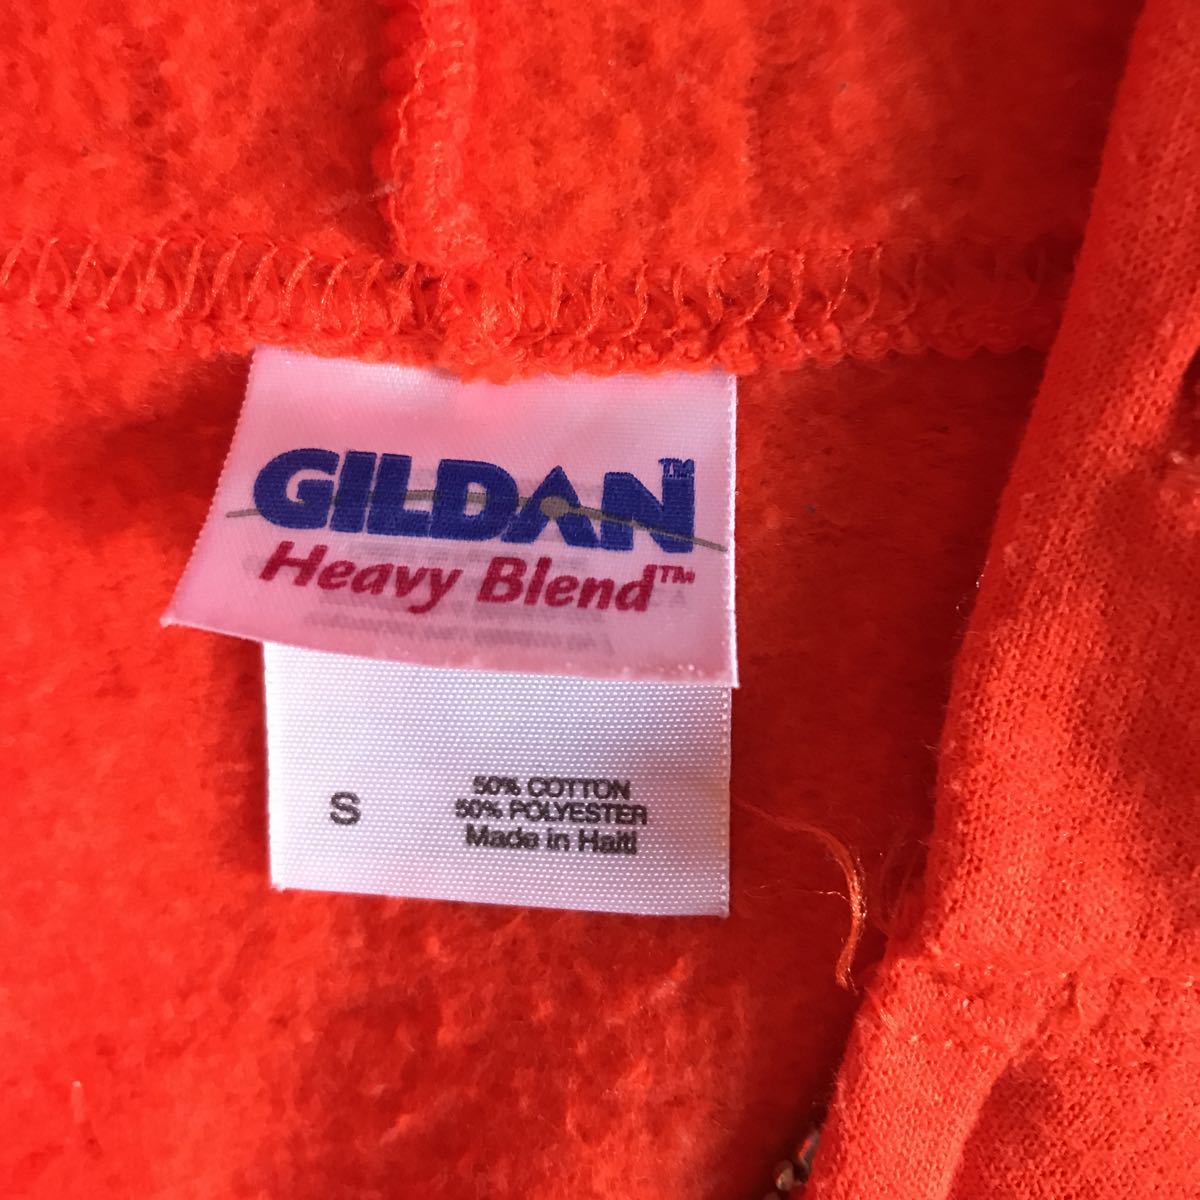 GILDAN™
Heavy Blend™
S
50% COTTON
50% POLYESTER
Made in Haiti